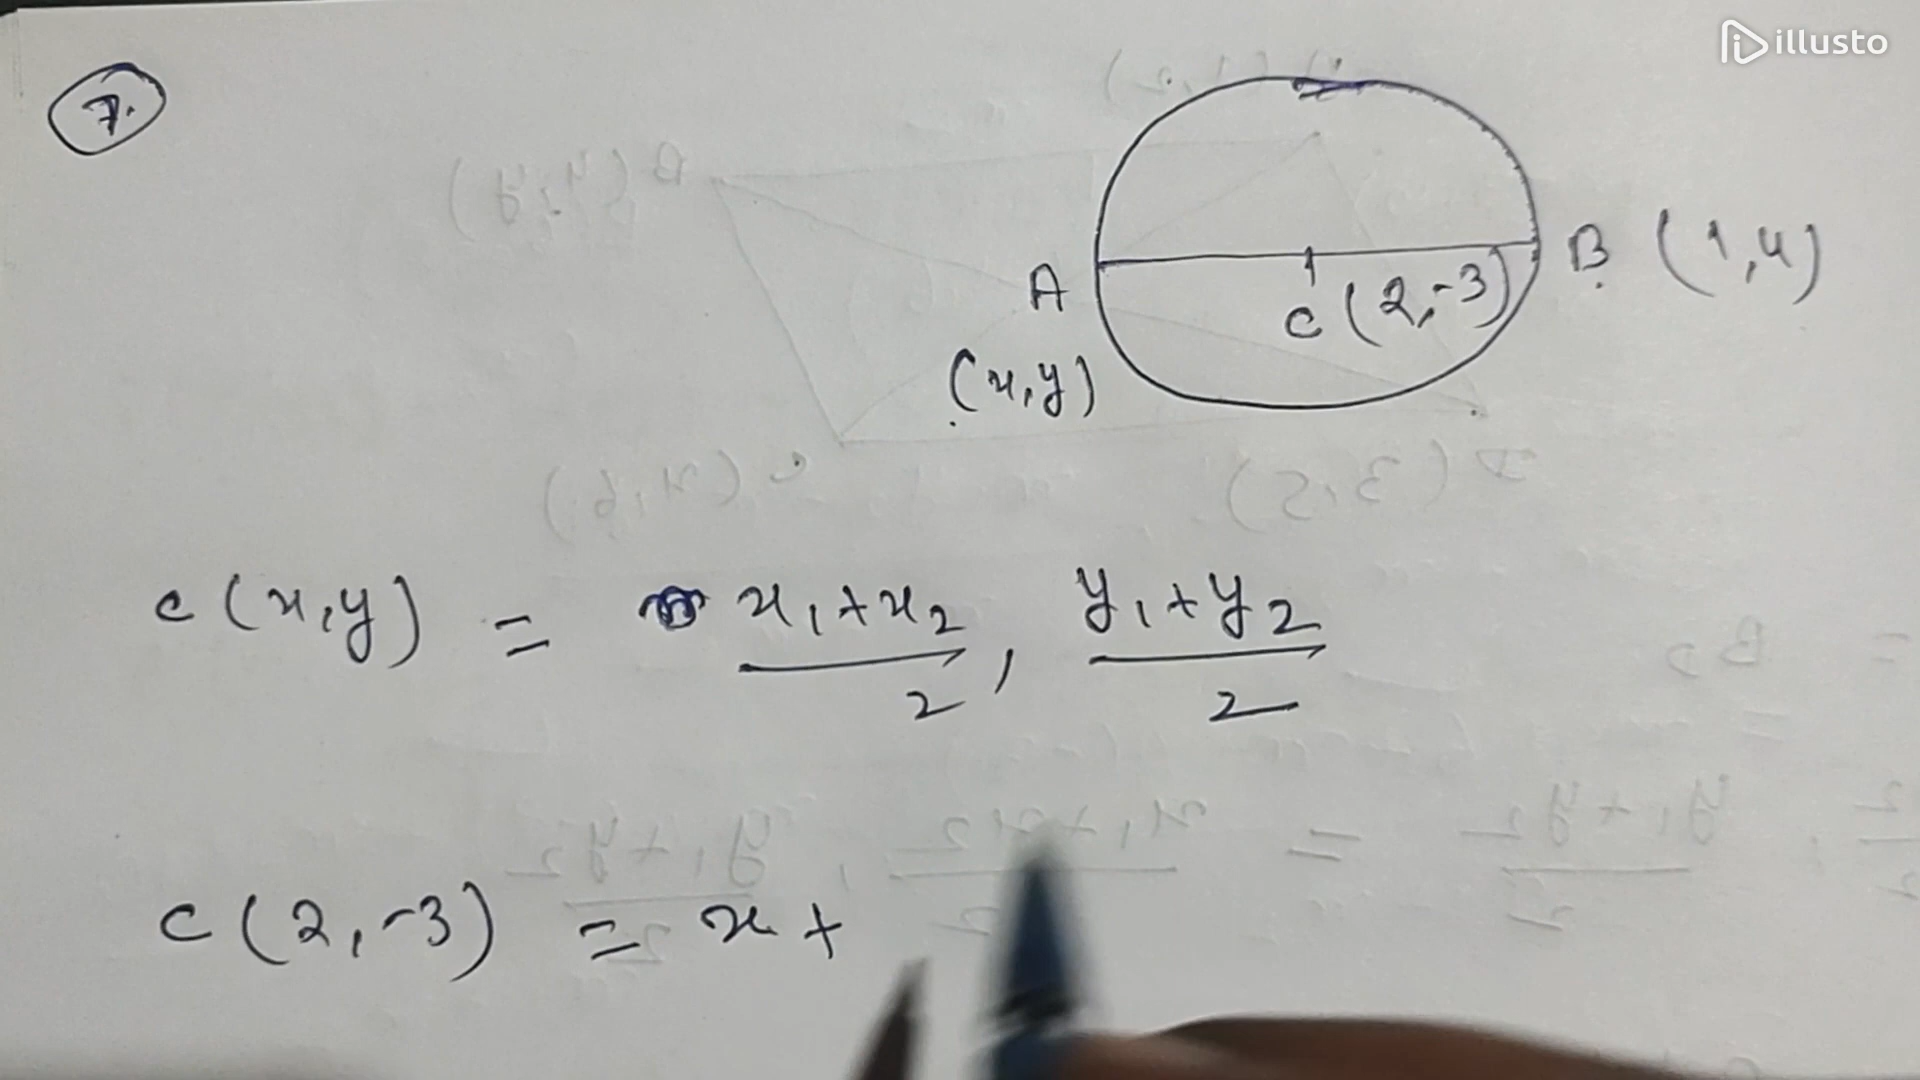 illusto
7.
A
B (1,4)
C (2,-3)
(x,y)
C(x,y) = x₁+x₂/2, y₁+y₂/2
C(2,-3) = x+